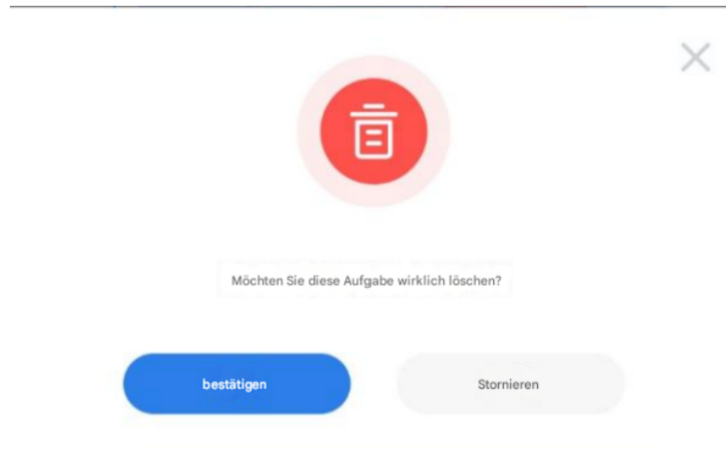 Möchten Sie diese Aufgabe wirklich löschen?
bestätigen
Stornieren